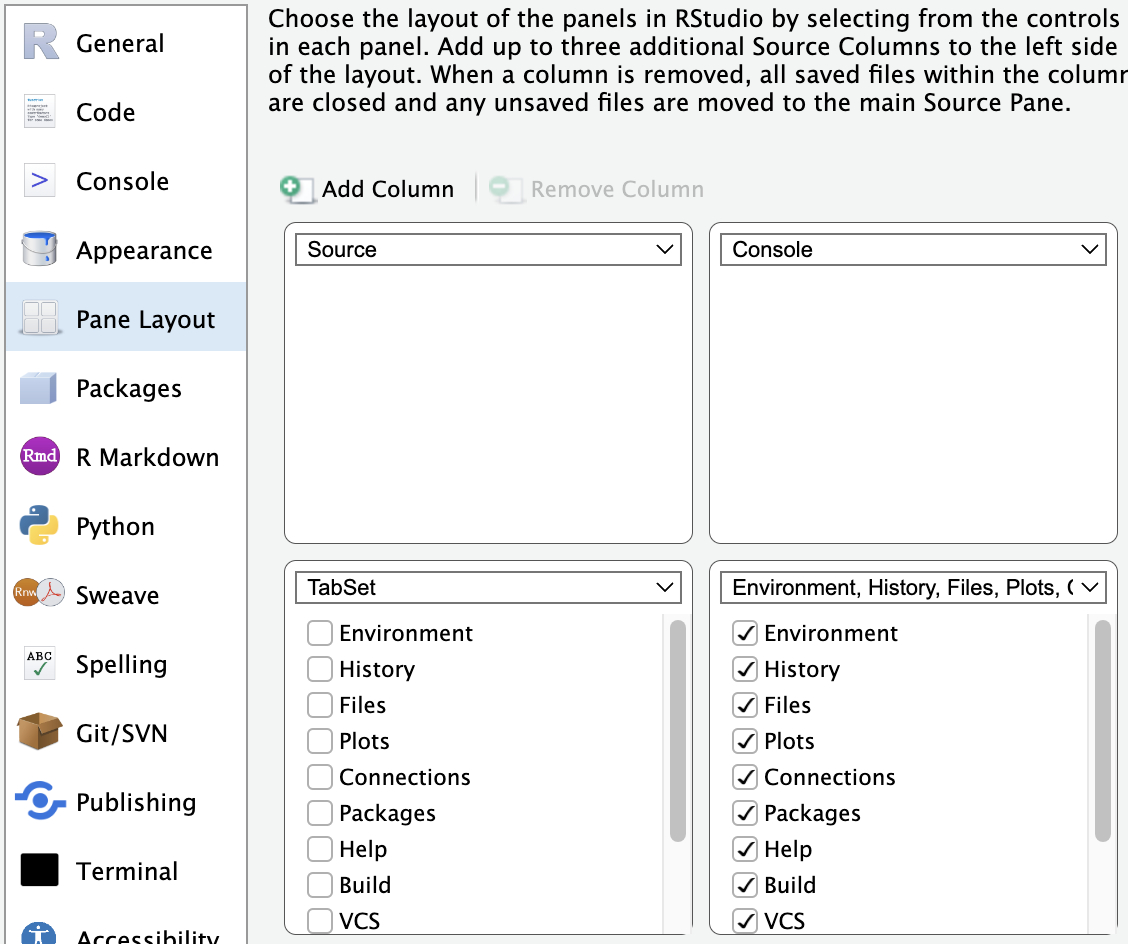 Choose the layout of the panels in RStudio by selecting from the controls
in each panel. Add up to three additional Source Columns to the left side
of the layout. When a column is removed, all saved files within the column
are closed and any unsaved files are moved to the main Source Pane.
R General
Code
> Console
Appearance
Pane Layout
Packages
Rmd R Markdown
Python
Rnw Sweave
ABC Spelling
Git/SVN
Publishing
Terminal
Accessibility
Add Column Remove Column
Source
Console
TabSet
Environment
History
Files
Plots
Connections
Packages
Help
Build
VCS
Environment, History, Files, Plots,
Environment
History
Files
Plots
Connections
Packages
Help
Build
VCS